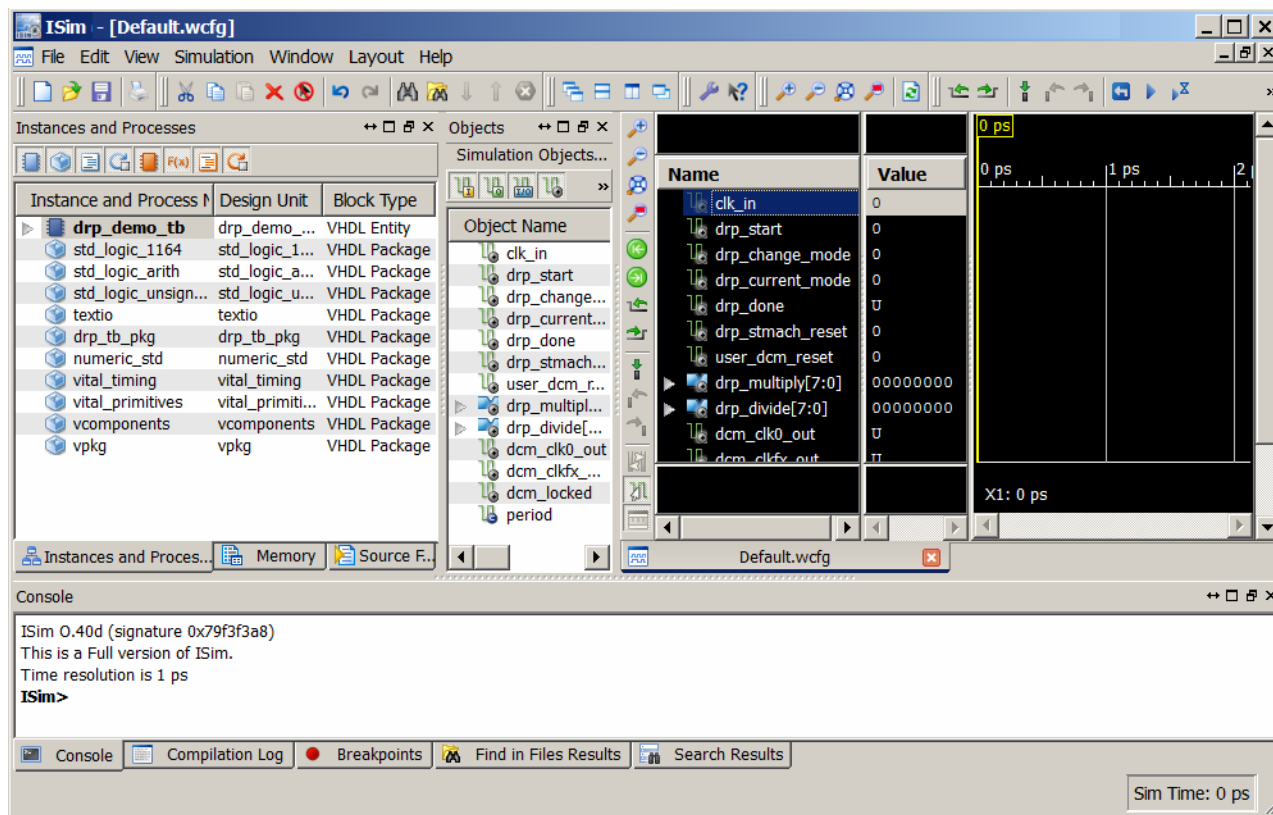 ISim - [Default.wcfg]
File Edit View Simulation Window Layout Help
Instances and Processes
Instance and Process N Design Unit Block Type
drp_demo_tb drp_demo_... VHDL Entity
std_logic_1164 std_logic_1... VHDL Package
std_logic_arith std_logic_a... VHDL Package
std_logic_unsign... std_logic_u... VHDL Package
textio textio VHDL Package
drp_tb_pkg drp_tb_pkg VHDL Package
numeric_std numeric_std VHDL Package
vital_timing vital_timing VHDL Package
vital_primitives vital_primiti... VHDL Package
vcomponents vcomponents VHDL Package
vpkg vpkg VHDL Package
Instances and Proces... Memory Source F...
Objects
Simulation Objects...
Object Name
clk_in
drp_start
drp_change...
drp_current...
drp_done
drp_stmach...
user_dcm_r...
drp_multipl...
drp_divide[...
dcm_clk0_out
dcm_clkfx_...
dcm_locked
period
Name Value
clk_in 0
drp_start 0
drp_change_mode 0
drp_current_mode 0
drp_done U
drp_stmach_reset 0
user_dcm_reset 0
drp_multiply[7:0] 00000000
drp_divide[7:0] 00000000
dcm_clk0_out U
dcm_clkfx_out U
0 ps
0 ps 1 ps 2
X1: 0 ps
Default.wcfg
Console
ISim O.40d (signature 0x79f3f3a8)
This is a Full version of ISim.
Time resolution is 1 ps
ISim>
Console Compilation Log Breakpoints Find in Files Results Search Results
Sim Time: 0 ps